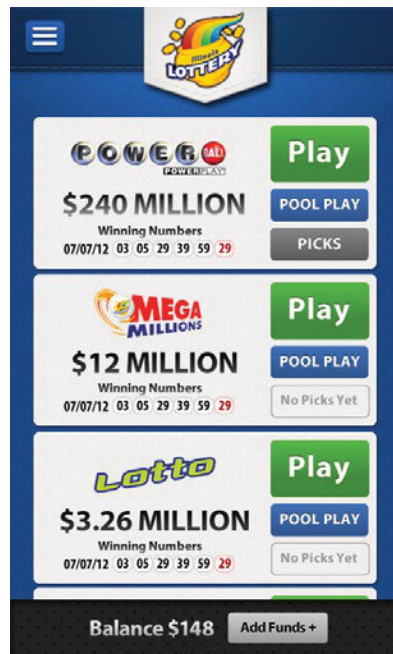 Illinois
LOTTERY
POWERBALL
POWERPLAY
$240 MILLION
Winning Numbers
07/07/12 03 05 29 39 59 29
Play
POOL PLAY
PICKS
MEGA
MILLIONS
$12 MILLION
Winning Numbers
07/07/12 03 05 29 39 59 29
Play
POOL PLAY
No Picks Yet
Lotto
$3.26 MILLION
Winning Numbers
07/07/12 03 05 29 39 59 29
Play
POOL PLAY
No Picks Yet
Balance $148 Add Funds +